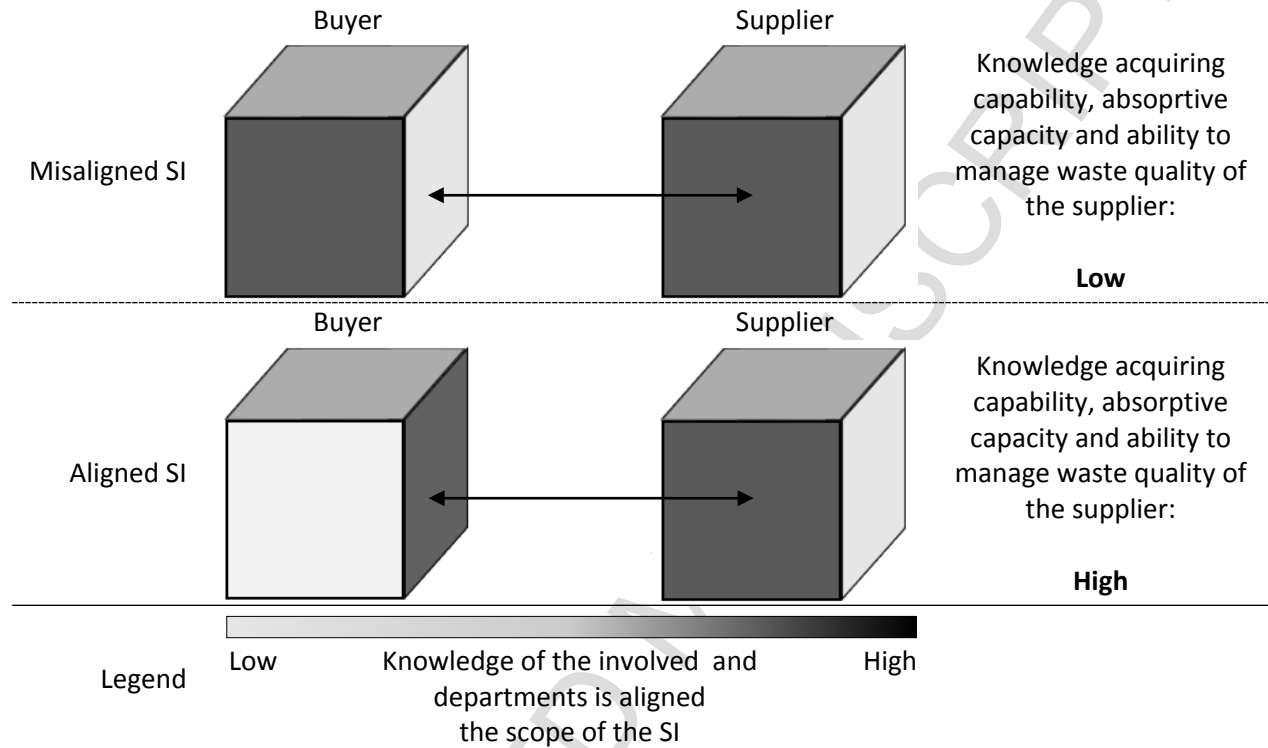 Buyer
Supplier
Misaligned SI
Knowledge acquiring
capability, absoprtive
capacity and ability to
manage waste quality of
the supplier:
Low
Buyer
Supplier
Aligned SI
Knowledge acquiring
capability, absorptive
capacity and ability to
manage waste quality of
the supplier:
High
Legend
Low
Knowledge of the involved and
departments is aligned
the scope of the SI
High